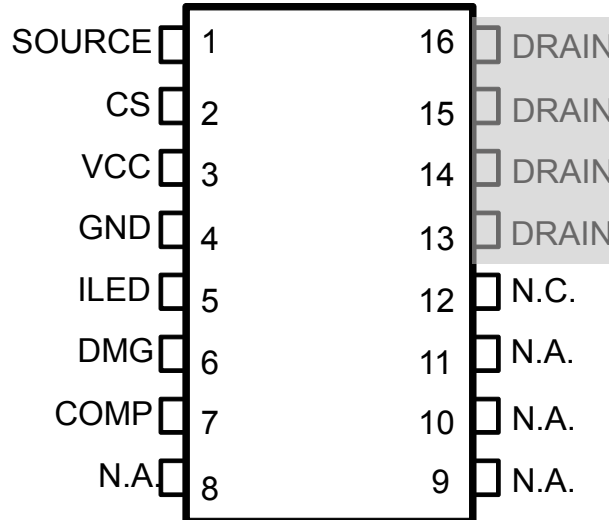 SOURCE 1 16 DRAIN
CS 2 15 DRAIN
VCC 3 14 DRAIN
GND 4 13 DRAIN
ILED 5 12 N.C.
DMG 6 11 N.A.
COMP 7 10 N.A.
N.A. 8 9 N.A.